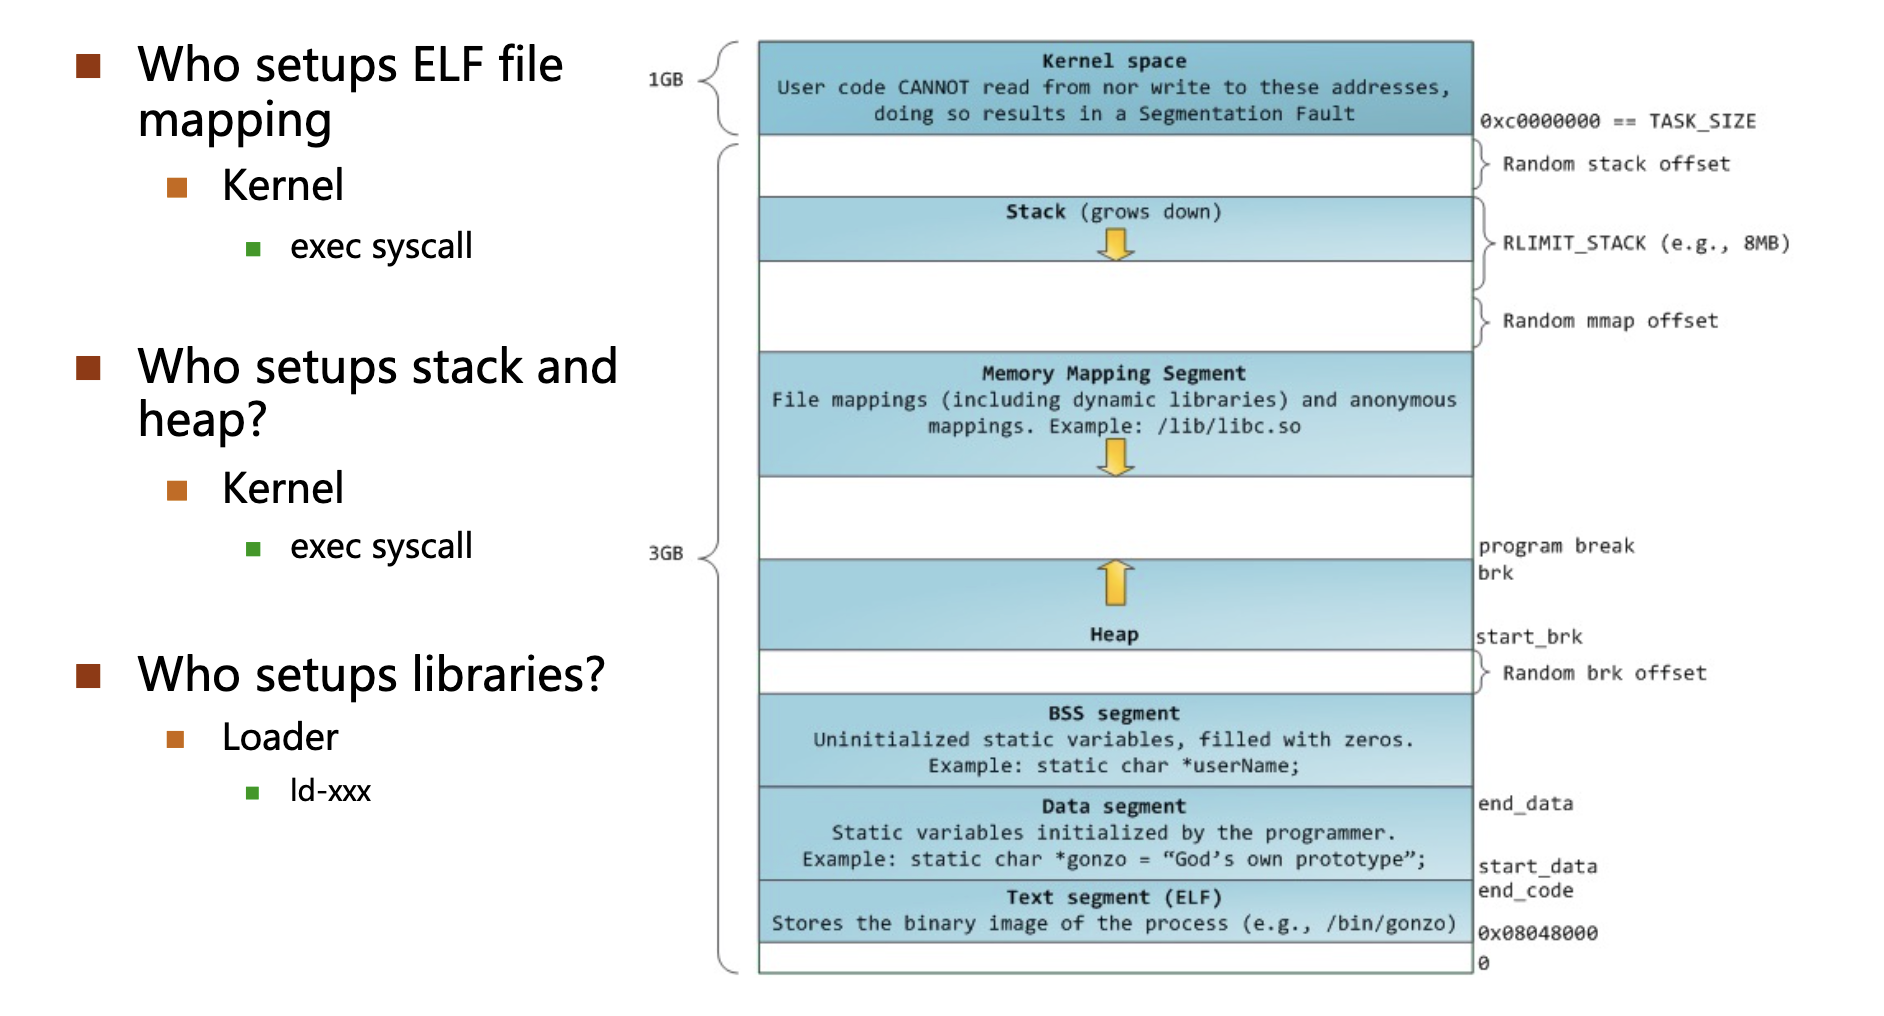 Who setups ELF file
mapping
Kernel
exec syscall
Who setups stack and
heap?
Kernel
exec syscall
Who setups libraries?
Loader
ld-xxx
1GB
3GB
Kernel space
User code CANNOT read from nor write to these addresses,
doing so results in a Segmentation Fault
0xc0000000 == TASK_SIZE
Random stack offset
Stack (grows down)
RLIMIT_STACK (e.g., 8MB)
Random mmap offset
Memory Mapping Segment
File mappings (including dynamic libraries) and anonymous
mappings. Example: /lib/libc.so
program break
brk
Heap
start_brk
Random brk offset
BSS segment
Uninitialized static variables, filled with zeros.
Example: static char *userName;
Data segment
Static variables initialized by the programmer.
Example: static char *gonzo = “God’s own prototype”;
end_data
start_data
Text segment (ELF)
Stores the binary image of the process (e.g., /bin/gonzo)
end_code
0x08048000
0